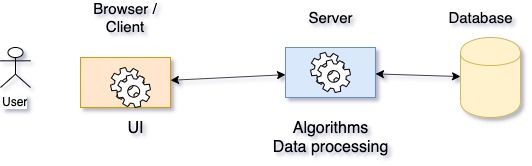 Browser /
Client
Server
Database
User
UI
Algorithms
Data processing